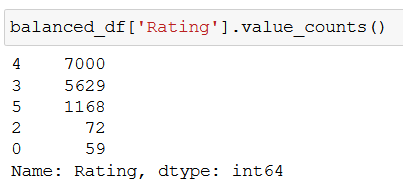 balanced_df['Rating'].value_counts()
4    7000
3    5629
5    1168
2      72
0      59
Name: Rating, dtype: int64